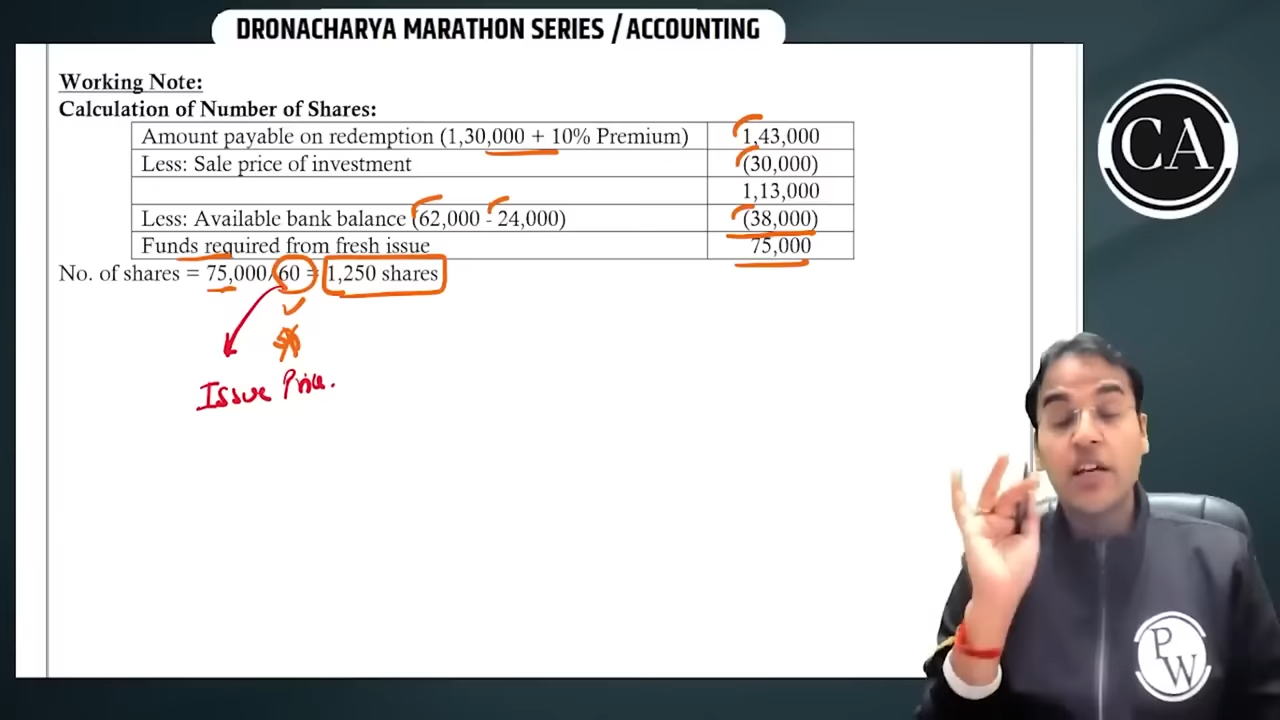 DRONACHARYA MARATHON SERIES / ACCOUNTING
Working Note:
Calculation of Number of Shares:
Amount payable on redemption (1,30,000 + 10% Premium) 1,43,000
Less: Sale price of investment (30,000)
1,13,000
Less: Available bank balance (62,000 - 24,000) (38,000)
Funds required from fresh issue 75,000
No. of shares = 75,000/60 = 1,250 shares
Issue Price.
CA
PW